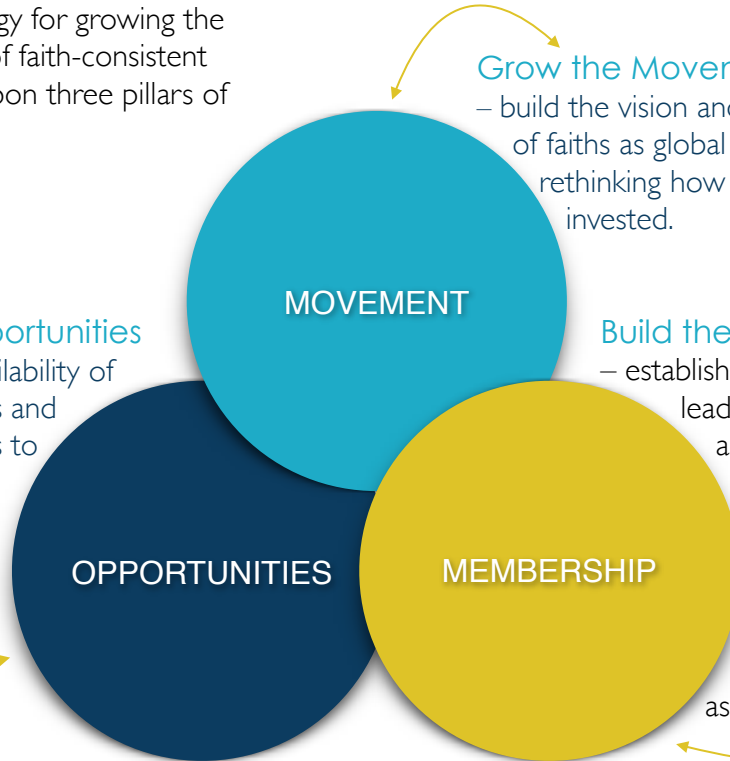 gy for growing the
of faith-consistent
pon three pillars of
Grow the Mover
– build the vision and
of faiths as global
rethinking how
invested.
MOVEMENT
portunities
ilability of
s and
s to
Build the
– establish
lead
a
OPPORTUNITIES
MEMBERSHIP
as